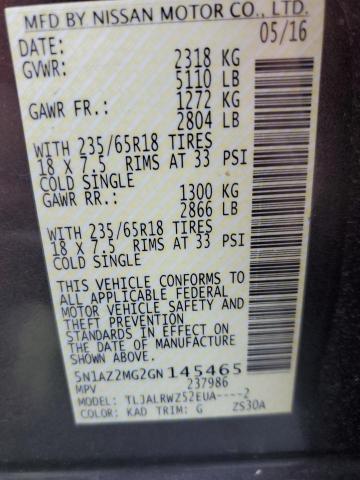 MFD BY NISSAN MOTOR CO., LTD.
DATE: 05/16
GVWR: 2318 KG
5110 LB
GAWR FR.: 1272 KG
2804 LB
WITH 235/65R18 TIRES
18 X 7.5 RIMS AT 33 PSI
COLD SINGLE
GAWR RR.: 1300 KG
2866 LB
WITH 235/65R18 TIRES
18 X 7.5 RIMS AT 33 PSI
COLD SINGLE
THIS VEHICLE CONFORMS TO
ALL APPLICABLE FEDERAL
MOTOR VEHICLE SAFETY AND
THEFT PREVENTION
STANDARDS IN EFFECT ON
THE DATE OF MANUFACTURE
SHOWN ABOVE.
5N1AZ2MG2GN145465
MPV 237986
MODEL: TLJALRWZ52EUA----2
COLOR: KAD TRIM: G ZS30A